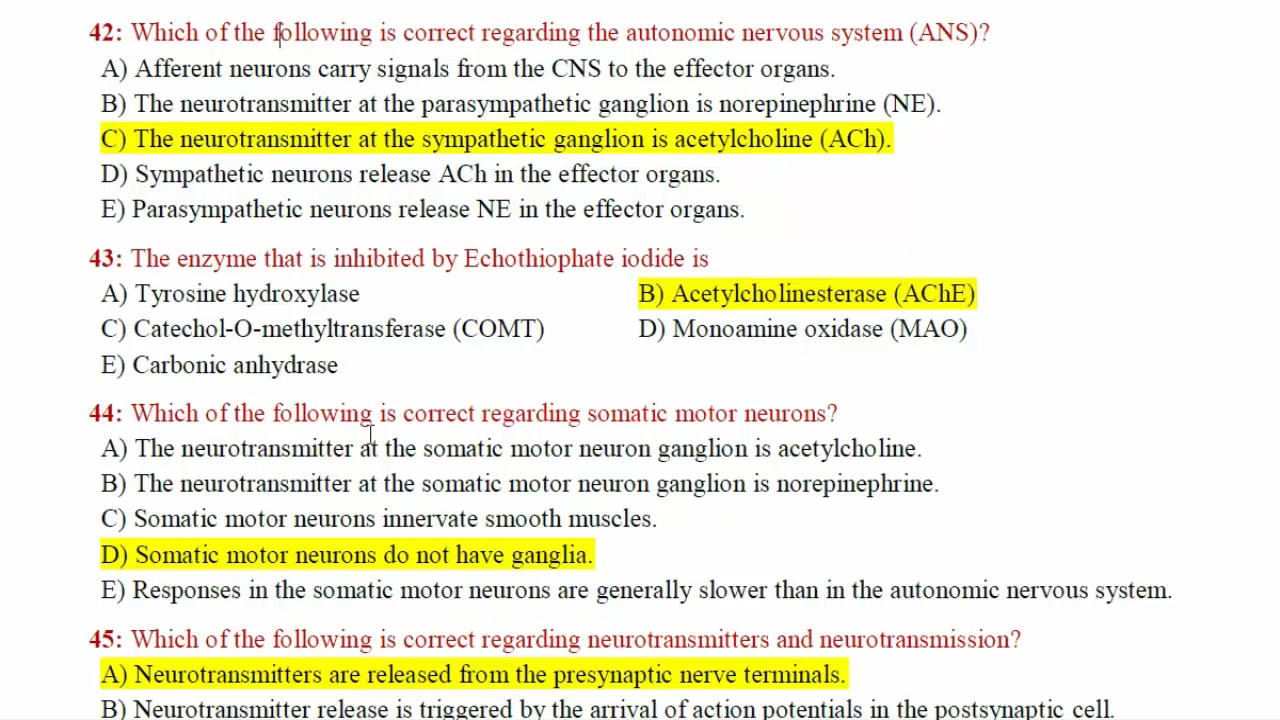 42: Which of the following is correct regarding the autonomic nervous system (ANS)?
A) Afferent neurons carry signals from the CNS to the effector organs.
B) The neurotransmitter at the parasympathetic ganglion is norepinephrine (NE).
C) The neurotransmitter at the sympathetic ganglion is acetylcholine (ACh).
D) Sympathetic neurons release ACh in the effector organs.
E) Parasympathetic neurons release NE in the effector organs.
43: The enzyme that is inhibited by Echothiophate iodide is
A) Tyrosine hydroxylase B) Acetylcholinesterase (AChE)
C) Catechol-O-methyltransferase (COMT) D) Monoamine oxidase (MAO)
E) Carbonic anhydrase
44: Which of the following is correct regarding somatic motor neurons?
A) The neurotransmitter at the somatic motor neuron ganglion is acetylcholine.
B) The neurotransmitter at the somatic motor neuron ganglion is norepinephrine.
C) Somatic motor neurons innervate smooth muscles.
D) Somatic motor neurons do not have ganglia.
E) Responses in the somatic motor neurons are generally slower than in the autonomic nervous system.
45: Which of the following is correct regarding neurotransmitters and neurotransmission?
A) Neurotransmitters are released from the presynaptic nerve terminals.
B) Neurotransmitter release is triggered by the arrival of action potentials in the postsynaptic cell.